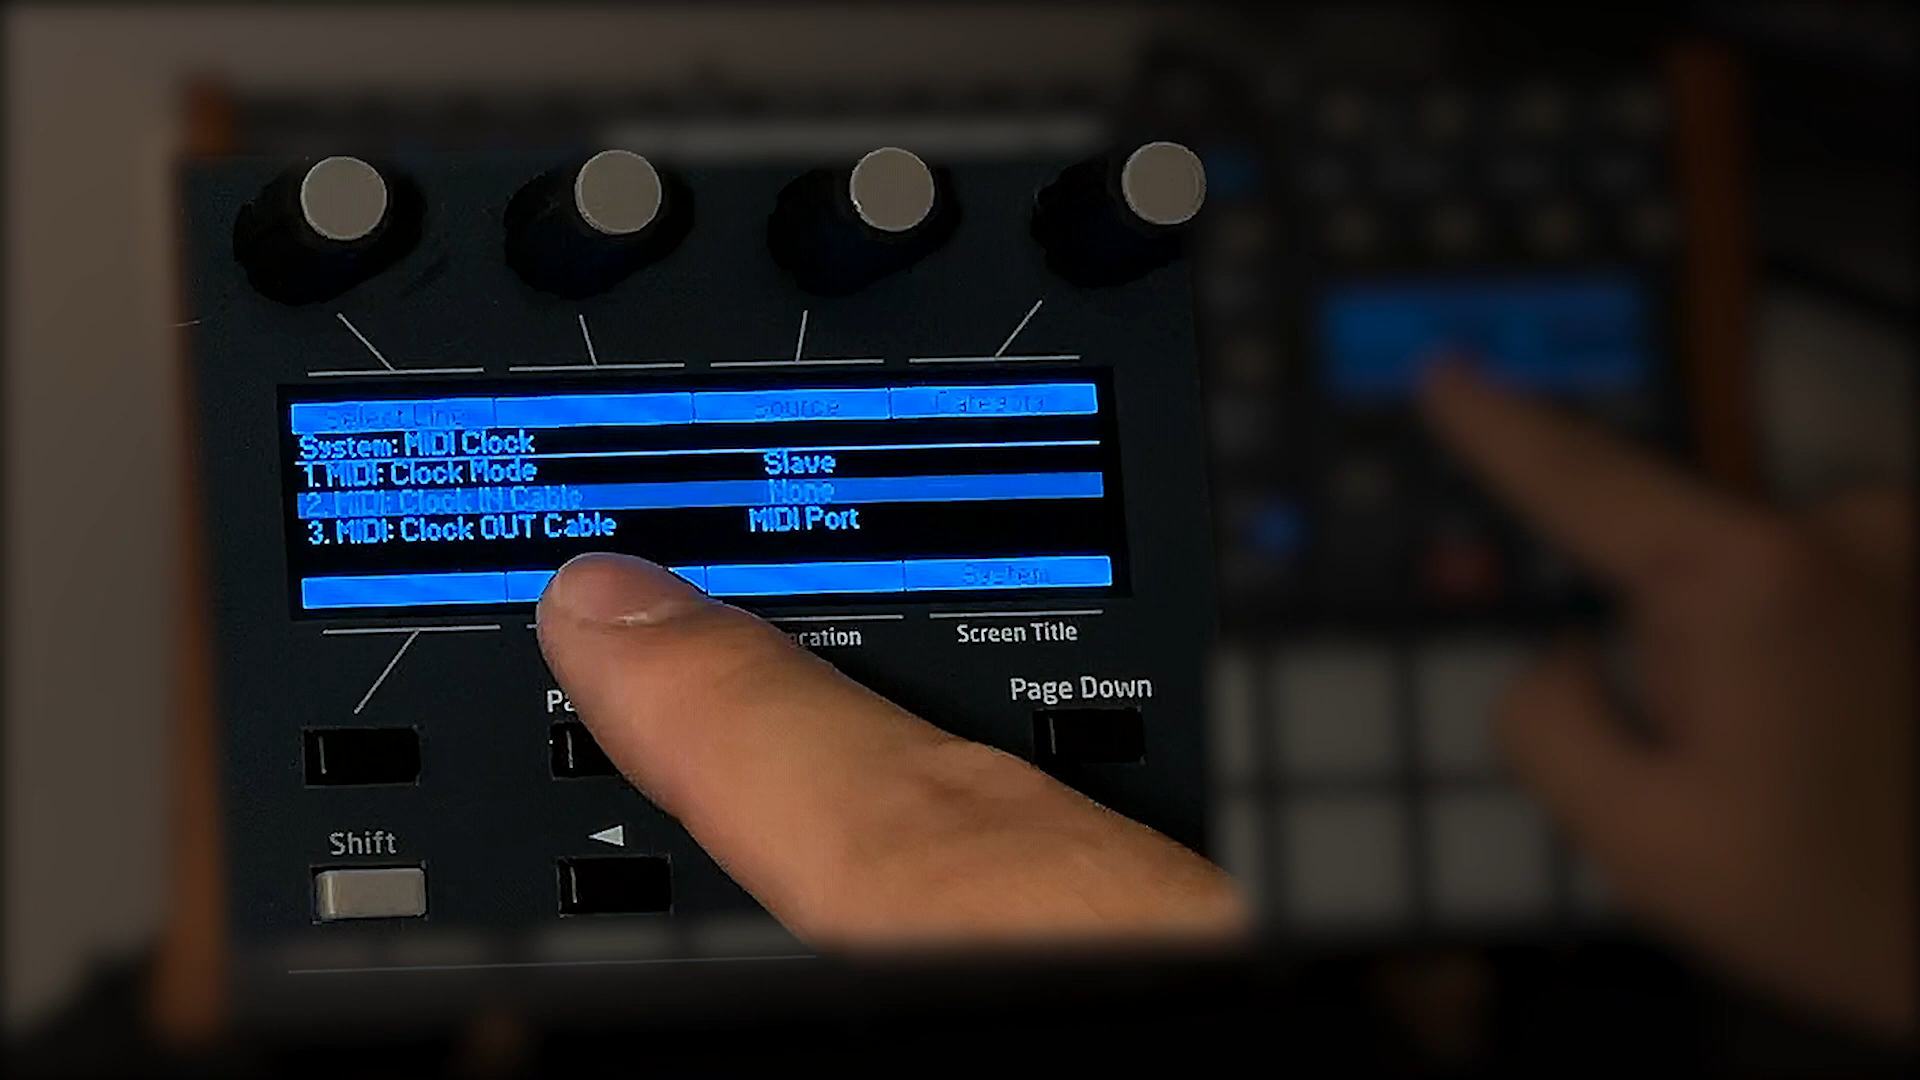 Select Line Source Category
System: MIDI Clock
1. MIDI: Clock Mode Slave
2. MIDI: Clock IN Cable None
3. MIDI: Clock OUT Cable MIDI Port
System
Screen Title
Page Down
Shift